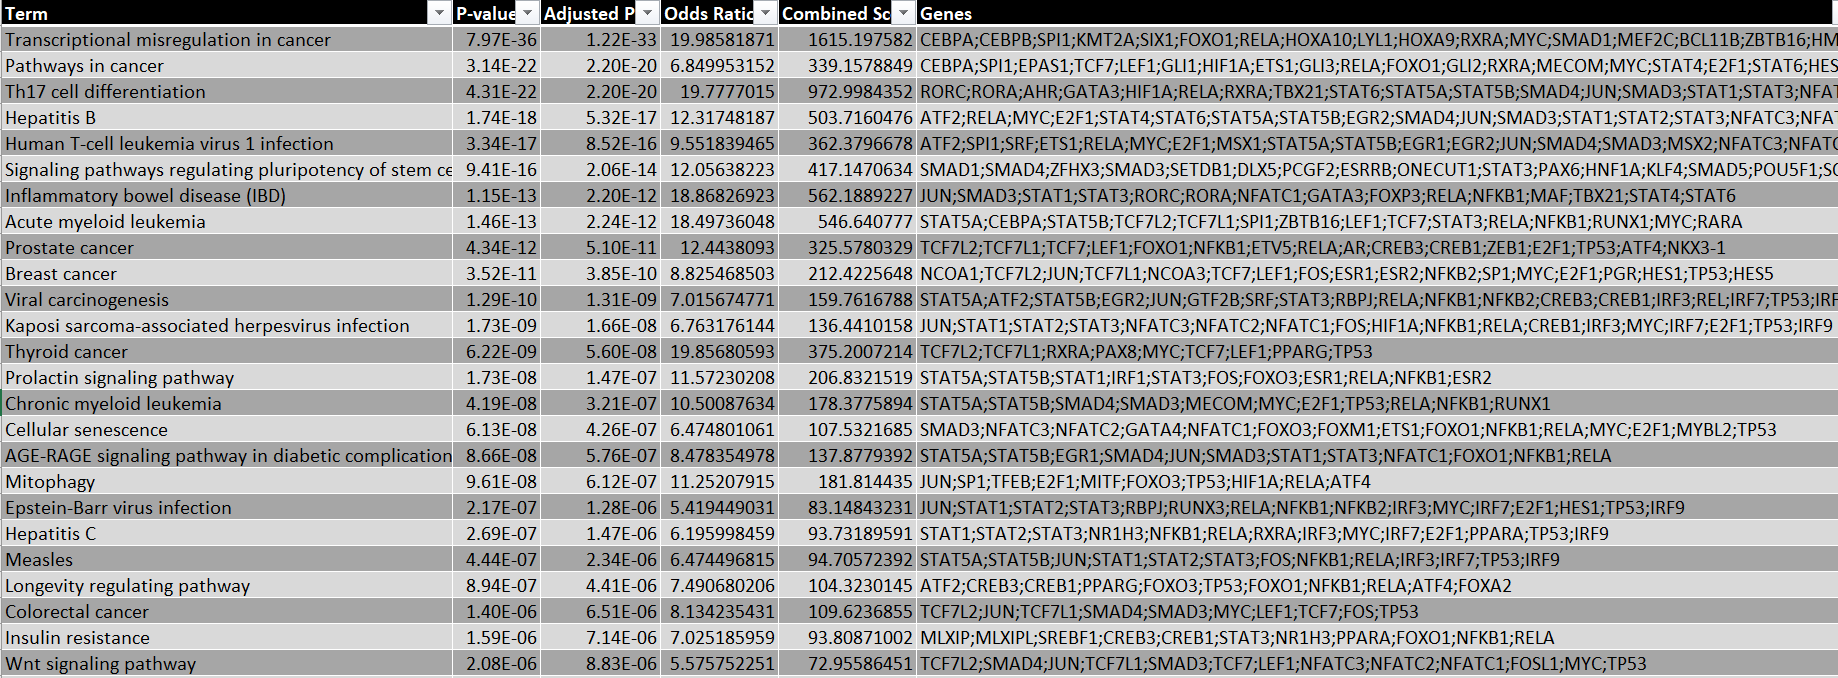 Term P-value Adjusted P Odds Ratio Combined Sc Genes
Transcriptional misregulation in cancer 7.97E-36 1.22E-33 19.98581871 1615.197582 CEBPA;CEBPB;SPI1;KMT2A;SIX1;FOXO1;RELA;HOXA10;LYL1;HOXA9;RXRA;MYC;SMAD1;MEF2C;BCL11B;ZBTB16;HM
Pathways in cancer 3.14E-22 2.20E-20 6.849953152 339.1578849 CEBPA;SPI1;EPAS1;TCF7;LEF1;GLI1;HIF1A;ETS1;GLI3;RELA;FOXO1;GLI2;RXRA;MECOM;MYC;STAT4;E2F1;STAT6;HES
Th17 cell differentiation 4.31E-22 2.20E-20 19.7777015 972.9984352 RORC;RORA;AHR;GATA3;HIF1A;RELA;RXRA;TBX21;STAT6;STAT5A;STAT5B;SMAD4;JUN;SMAD3;STAT1;STAT3;NFAT
Hepatitis B 1.74E-18 5.32E-17 12.31748187 503.7160476 ATF2;RELA;MYC;E2F1;STAT4;STAT6;STAT5A;STAT5B;EGR2;SMAD4;JUN;SMAD3;STAT1;STAT2;STAT3;NFATC3;NFA
Human T-cell leukemia virus 1 infection 3.34E-17 8.52E-16 9.551839465 362.3796678 ATF2;SPI1;SRF;ETS1;RELA;MYC;E2F1;MSX1;STAT5A;STAT5B;EGR1;EGR2;JUN;SMAD4;SMAD3;MSX2;NFATC3;NFATC
Signaling pathways regulating pluripotency of stem ce 9.41E-16 2.06E-14 12.05638223 417.1470634 SMAD1;SMAD4;ZFHX3;SMAD3;SETDB1;DLX5;PCGF2;ESRRB;ONECUT1;STAT3;PAX6;HNF1A;KLF4;SMAD5;POU5F1;SO
Inflammatory bowel disease (IBD) 1.15E-13 2.20E-12 18.86826923 562.1889227 JUN;SMAD3;STAT1;STAT3;RORC;RORA;NFATC1;GATA3;FOXP3;RELA;NFKB1;MAF;TBX21;STAT4;STAT6
Acute myeloid leukemia 1.46E-13 2.24E-12 18.49736048 546.640777 STAT5A;CEBPA;STAT5B;TCF7L2;TCF7L1;SPI1;ZBTB16;LEF1;TCF7;STAT3;RELA;NFKB1;RUNX1;MYC;RARA
Prostate cancer 4.34E-12 5.10E-11 12.4438093 325.5780329 TCF7L2;TCF7L1;TCF7;LEF1;FOXO1;NFKB1;ETV5;RELA;AR;CREB3;CREB1;ZEB1;E2F1;TP53;ATF4;NKX3-1
Breast cancer 3.52E-11 3.85E-10 8.825468503 212.4225648 NCOA1;TCF7L2;JUN;TCF7L1;NCOA3;TCF7;LEF1;FOS;ESR1;ESR2;NFKB2;SP1;MYC;E2F1;PGR;HES1;TP53;HES5
Viral carcinogenesis 1.29E-10 1.31E-09 7.015674771 159.7616788 STAT5A;ATF2;STAT5B;EGR2;JUN;GTF2B;SRF;STAT3;RBPJ;RELA;NFKB1;NFKB2;CREB3;CREB1;IRF3;REL;IRF7;TP53;IRF
Kaposi sarcoma-associated herpesvirus infection 1.73E-09 1.66E-08 6.763176144 136.4410158 JUN;STAT1;STAT2;STAT3;NFATC3;NFATC2;NFATC1;FOS;HIF1A;NFKB1;RELA;CREB1;IRF3;MYC;IRF7;E2F1;TP53;IRF9
Thyroid cancer 6.22E-09 5.60E-08 19.85680593 375.2007214 TCF7L2;TCF7L1;RXRA;PAX8;MYC;TCF7;LEF1;PPARG;TP53
Prolactin signaling pathway 1.73E-08 1.47E-07 11.57230208 206.8321519 STAT5A;STAT5B;STAT1;IRF1;STAT3;FOS;FOXO3;ESR1;RELA;NFKB1;ESR2
Chronic myeloid leukemia 4.19E-08 3.21E-07 10.50087634 178.3775894 STAT5A;STAT5B;SMAD4;SMAD3;MECOM;MYC;E2F1;TP53;RELA;NFKB1;RUNX1
Cellular senescence 6.13E-08 4.26E-07 6.474801061 107.5321685 SMAD3;NFATC3;NFATC2;GATA4;NFATC1;FOXO3;FOXM1;ETS1;FOXO1;NFKB1;RELA;MYC;E2F1;MYBL2;TP53
AGE-RAGE signaling pathway in diabetic complication 8.66E-08 5.76E-07 8.478354978 137.8779392 STAT5A;STAT5B;EGR1;SMAD4;JUN;SMAD3;STAT1;STAT3;NFATC1;FOXO1;NFKB1;RELA
Mitophagy 9.61E-08 6.12E-07 11.25207915 181.814435 JUN;SP1;TFEB;E2F1;MITF;FOXO3;TP53;HIF1A;RELA;ATF4
Epstein-Barr virus infection 2.17E-07 1.28E-06 5.419449031 83.14843231 JUN;STAT1;STAT2;STAT3;RBPJ;RUNX3;RELA;NFKB1;NFKB2;IRF3;MYC;IRF7;E2F1;HES1;TP53;IRF9
Hepatitis C 2.69E-07 1.47E-06 6.195998459 93.73189591 STAT1;STAT2;STAT3;NR1H3;NFKB1;RELA;RXRA;IRF3;MYC;IRF7;E2F1;PPARA;TP53;IRF9
Measles 4.44E-07 2.34E-06 6.474496815 94.70572392 STAT5A;STAT5B;JUN;STAT1;STAT2;STAT3;FOS;NFKB1;RELA;IRF3;IRF7;TP53;IRF9
Longevity regulating pathway 8.94E-07 4.41E-06 7.490680206 104.3230145 ATF2;CREB3;CREB1;PPARG;FOXO3;TP53;FOXO1;NFKB1;RELA;ATF4;FOXA2
Colorectal cancer 1.40E-06 6.51E-06 8.134235431 109.6236855 TCF7L2;JUN;TCF7L1;SMAD4;SMAD3;MYC;LEF1;TCF7;FOS;TP53
Insulin resistance 1.59E-06 7.14E-06 7.025185959 93.80871002 MLXIP;MLXIPL;SREBF1;CREB3;CREB1;STAT3;NR1H3;PPARA;FOXO1;NFKB1;RELA
Wnt signaling pathway 2.08E-06 8.83E-06 5.575752251 72.95586451 TCF7L2;SMAD4;JUN;TCF7L1;SMAD3;TCF7;LEF1;NFATC3;NFATC2;NFATC1;FOSL1;MYC;TP53